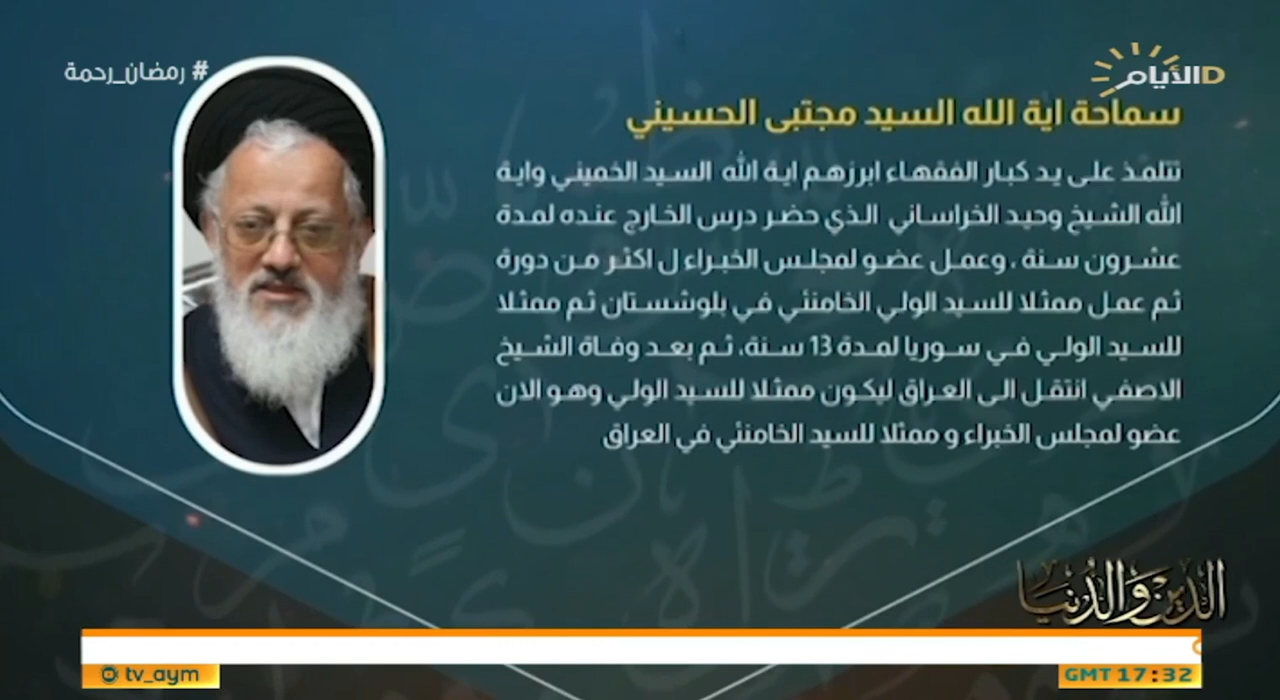 # رمضان_رحمة
الأيام
سماحة اية الله السيد مجتبى الحسيني
تتلمذ على يد كبار الفقهاء ابرزهم اية الله السيد الخميني واية
الله الشيخ وحيد الخراساني الذي حضر درس الخارج عنده لمدة
عشرون سنة ، وعمل عضو لمجلس الخبراء ل اكثر من دورة
ثم عمل ممثلا للسيد الولي الخامنئي في بلوشستان ثم ممثلا
للسيد الولي في سوريا لمدة 13 سنة، ثم بعد وفاة الشيخ
الاصفي انتقل الى العراق ليكون ممثلا للسيد الولي وهو الان
عضو لمجلس الخبراء و ممثلا للسيد الخامنئي في العراق
الدين والدنيا
tv_aym
GMT 17:32